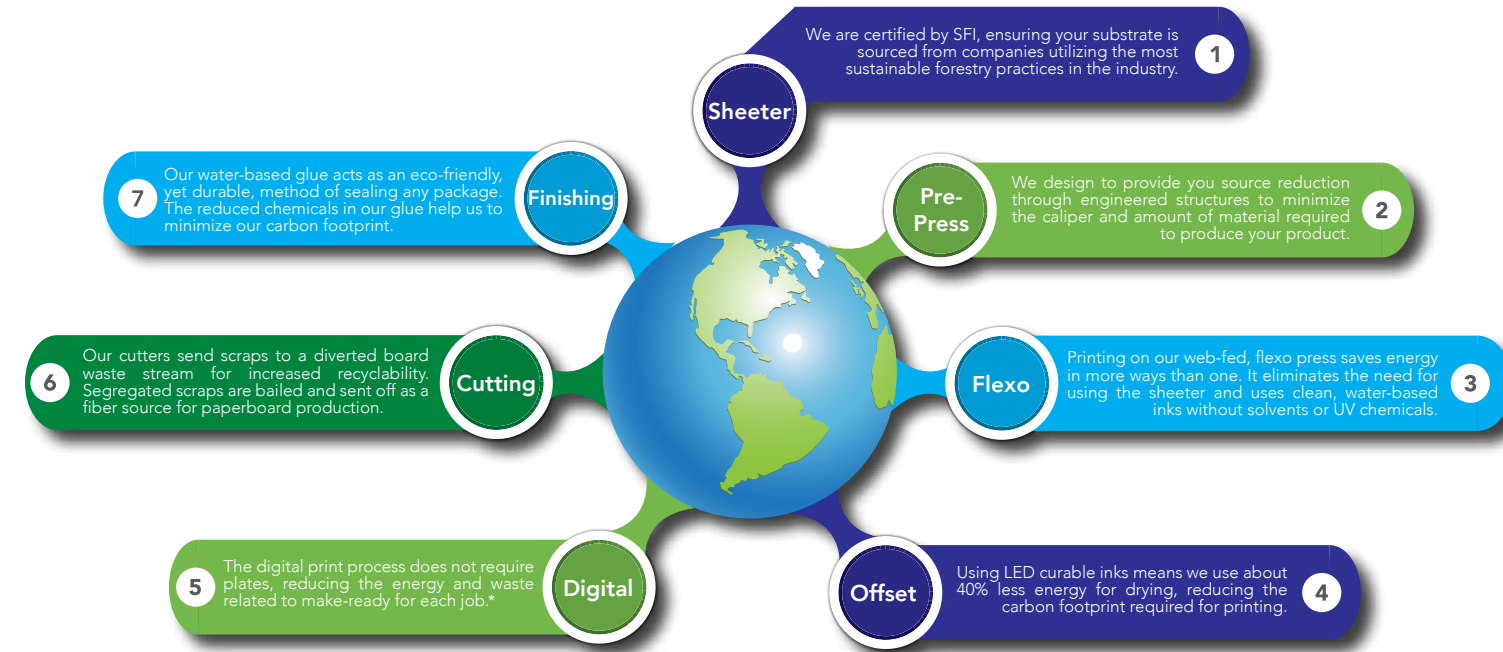 Sheeter
We are certified by SFI, ensuring your substrate is
sourced from companies utilizing the most
sustainable forestry practices in the industry.
1
Pre-
Press
We design to provide you source reduction
through engineered structures to minimize
the caliper and amount of material required
to produce your product.
2
Flexo
Printing on our web-fed, flexo press saves energy
in more ways than one. It eliminates the need for
using the sheeter and uses clean, water-based
inks without solvents or UV chemicals.
3
Offset
Using LED curable inks means we use about
40% less energy for drying, reducing the
carbon footprint required for printing.
4
5
The digital print process does not require
plates, reducing the energy and waste
related to make-ready for each job.*
Digital
6
Our cutters send scraps to a diverted board
waste stream for increased recyclability.
Segregated scraps are bailed and sent off as a
fiber source for paperboard production.
Cutting
7
Our water-based glue acts as an eco-friendly,
yet durable, method of sealing any package.
The reduced chemicals in our glue help us to
minimize our carbon footprint.
Finishing